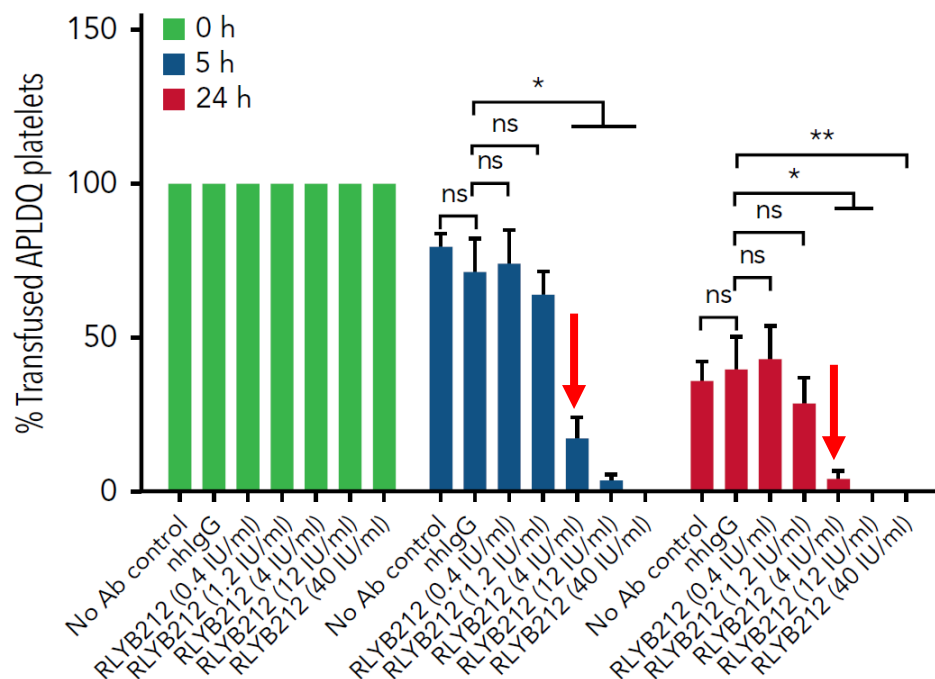 % Transfused APLDQ platelets
150
100
50
0
0 h
5 h
24 h
*
ns
ns
ns
**
*
ns
ns
ns
No Ab control
nhIgG
RLYB212 (0.4 IU/ml)
RLYB212 (1.2 IU/ml)
RLYB212 (4 IU/ml)
RLYB212 (12 IU/ml)
RLYB212 (40 IU/ml)
No Ab control
nhIgG
RLYB212 (0.4 IU/ml)
RLYB212 (1.2 IU/ml)
RLYB212 (4 IU/ml)
RLYB212 (12 IU/ml)
RLYB212 (40 IU/ml)
No Ab control
nhIgG
RLYB212 (0.4 IU/ml)
RLYB212 (1.2 IU/ml)
RLYB212 (4 IU/ml)
RLYB212 (12 IU/ml)
RLYB212 (40 IU/ml)